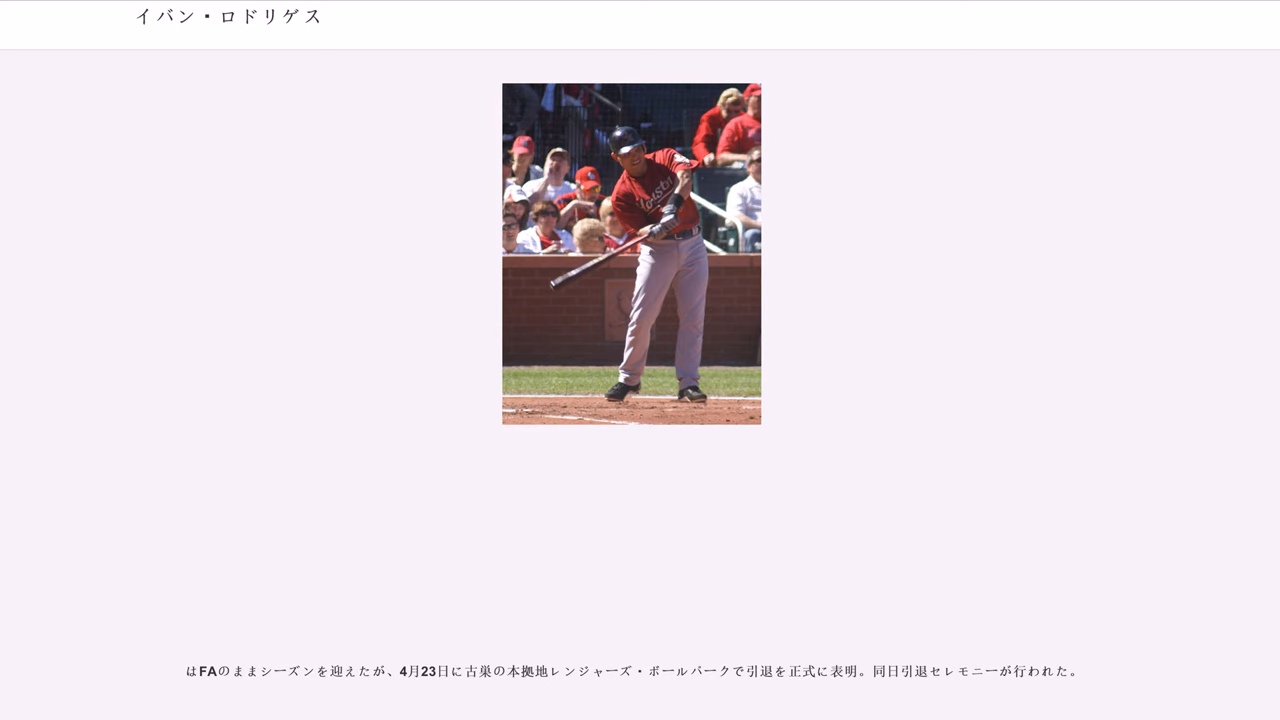 イバン・ロドリゲス
Houston
はFAのままシーズンを迎えたが、4月23日に古巣の本拠地レンジャーズ・ボールパークで引退を正式に表明。同日引退セレモニーが行われた。